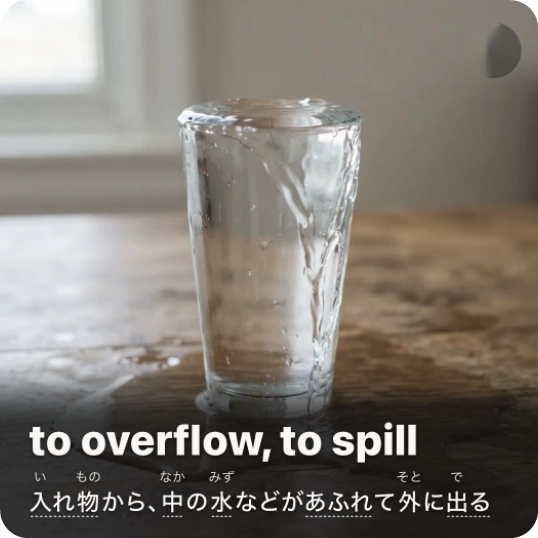 to overflow, to spill
い もの なか みず そと で
入れ物から、中の水などがあふれて外に出る